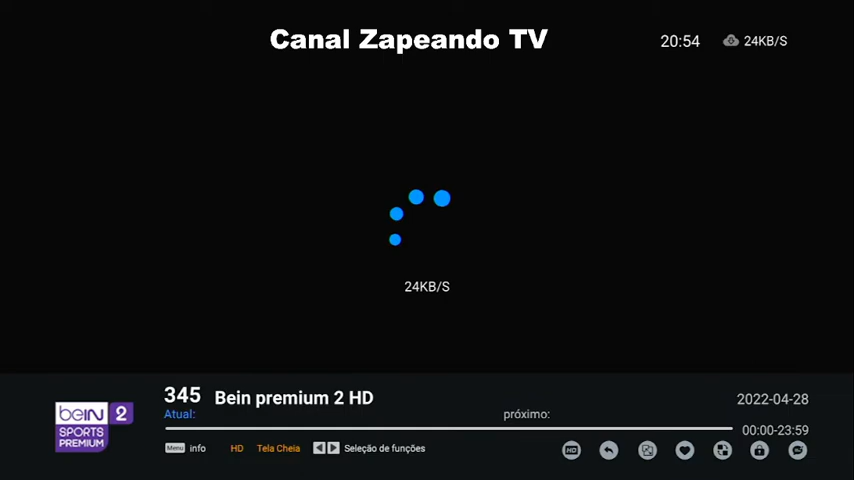 Canal Zapeando TV
20:54 24KB/S
24KB/S
345 Bein premium 2 HD
2022-04-28
Atual:
próximo:
00:00-23:59
beIN 2
SPORTS
PREMIUM
Menu info HD Tela Cheia Seleção de funções
HD